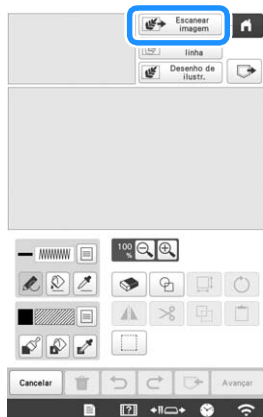 Escanear
imagem
linha
Desenho de
ilustr.
100
%
Cancelar
Avançar